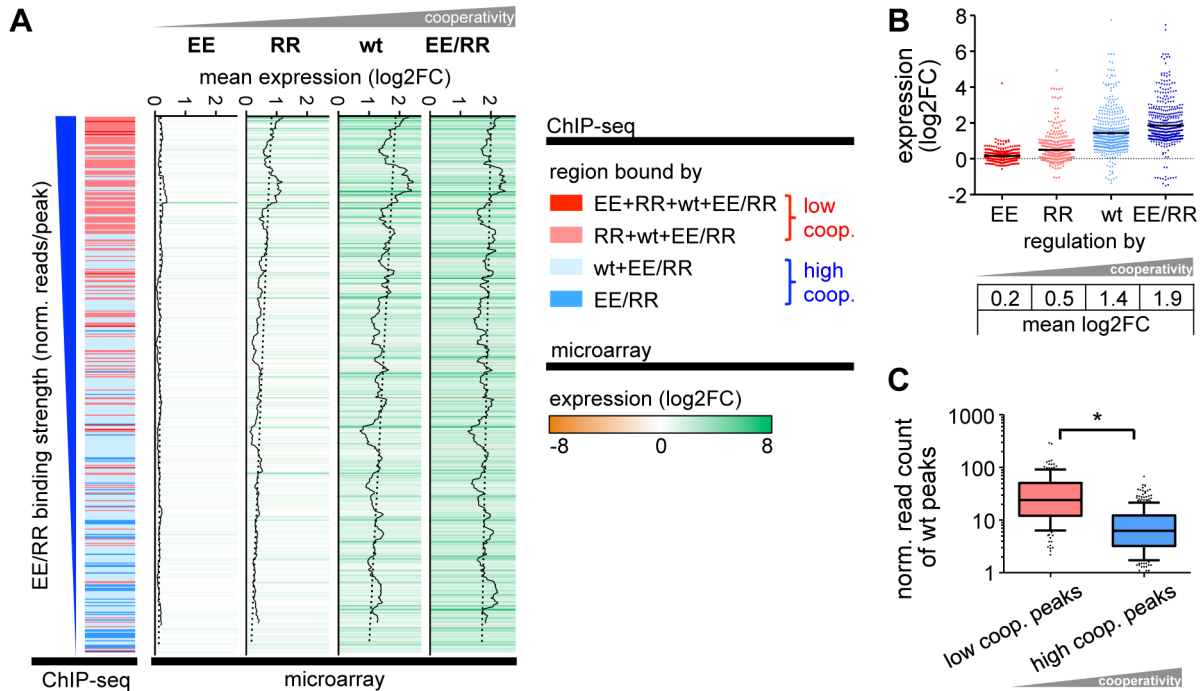 A
cooperativity
EE RR wt EE/RR
mean expression (log2FC)
0 1 2 0 1 2 0 1 2 0 1 2
EE/RR binding strength (norm. reads/peak)
ChIP-seq
microarray
ChIP-seq
region bound by
EE+RR+wt+EE/RR
RR+wt+EE/RR
low
coop.
wt+EE/RR
EE/RR
high
coop.
microarray
expression (log2FC)
-8 0 8
B
expression
(log2FC)
8
6
4
2
0
-2
EE RR wt EE/RR
regulation by
cooperativity
0.2 0.5 1.4 1.9
mean log2FC
C
norm. read count
of wt peaks
1000
100
10
1
*
low coop. peaks
high coop. peaks
cooperativity